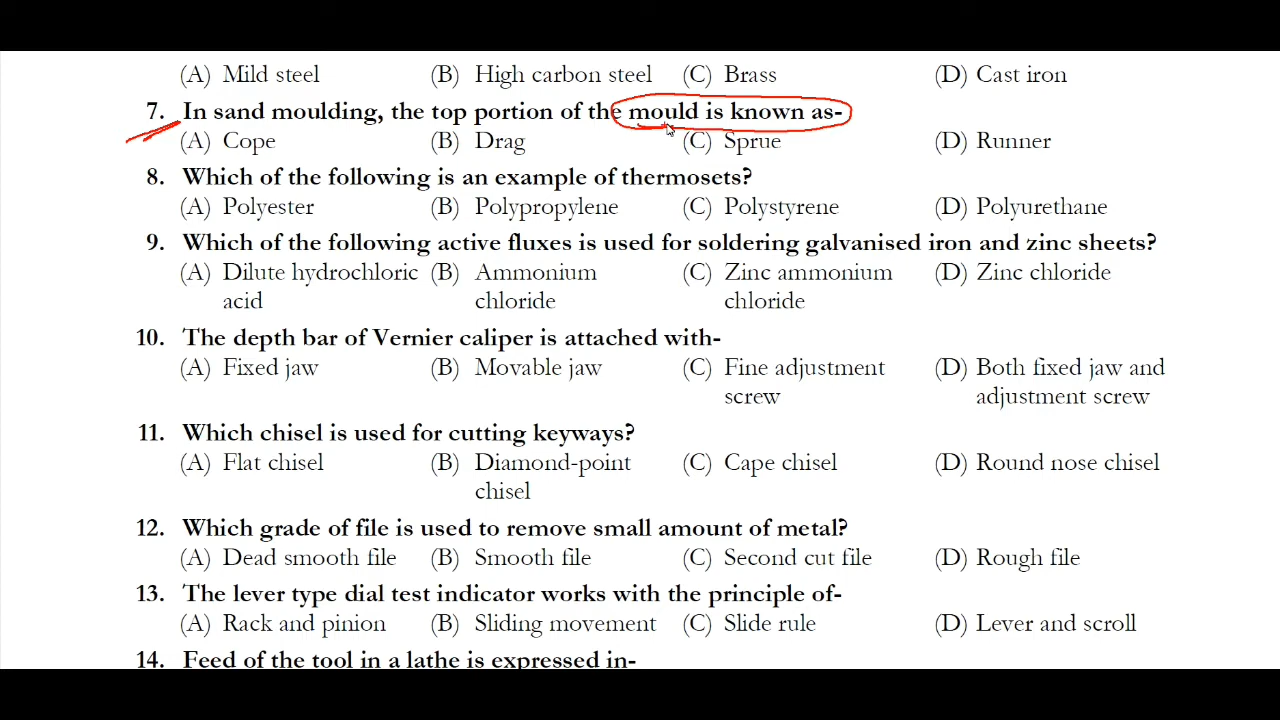 (A) Mild steel (B) High carbon steel (C) Brass (D) Cast iron
7. In sand moulding, the top portion of the mould is known as-
(A) Cope (B) Drag (C) Sprue (D) Runner
8. Which of the following is an example of thermosets?
(A) Polyester (B) Polypropylene (C) Polystyrene (D) Polyurethane
9. Which of the following active fluxes is used for soldering galvanised iron and zinc sheets?
(A) Dilute hydrochloric (B) Ammonium (C) Zinc ammonium (D) Zinc chloride
acid chloride chloride
10. The depth bar of Vernier caliper is attached with-
(A) Fixed jaw (B) Movable jaw (C) Fine adjustment (D) Both fixed jaw and
screw adjustment screw
11. Which chisel is used for cutting keyways?
(A) Flat chisel (B) Diamond-point (C) Cape chisel (D) Round nose chisel
chisel
12. Which grade of file is used to remove small amount of metal?
(A) Dead smooth file (B) Smooth file (C) Second cut file (D) Rough file
13. The lever type dial test indicator works with the principle of-
(A) Rack and pinion (B) Sliding movement (C) Slide rule (D) Lever and scroll
14. Feed of the tool in a lathe is expressed in-